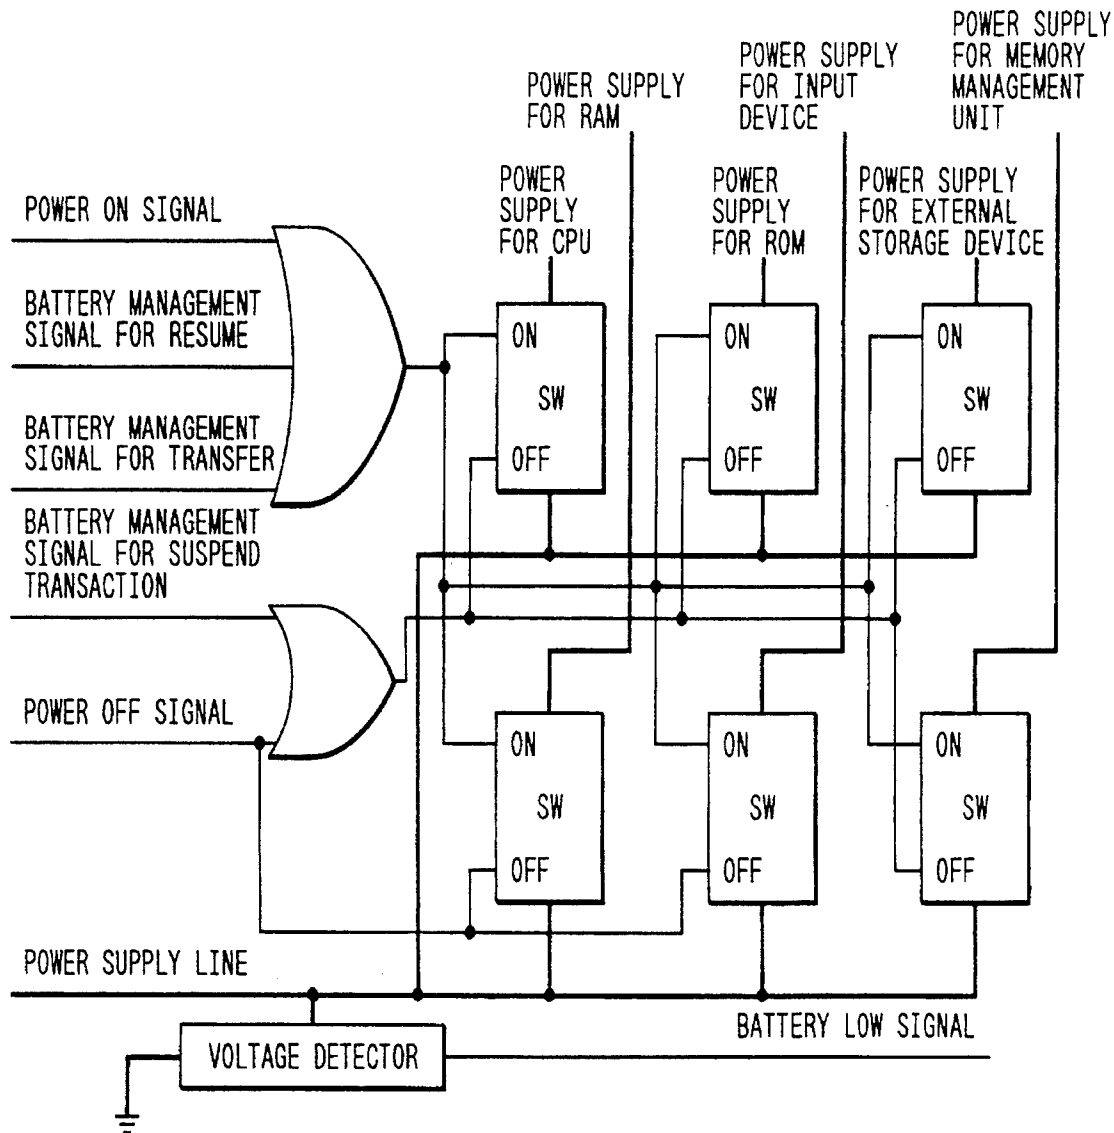 POWER SUPPLY
FOR MEMORY
MANAGEMENT
UNIT
POWER SUPPLY
FOR INPUT
DEVICE
POWER SUPPLY
FOR RAM
POWER
SUPPLY
FOR CPU
POWER
SUPPLY
FOR ROM
POWER SUPPLY
FOR EXTERNAL
STORAGE DEVICE
POWER ON SIGNAL
BATTERY MANAGEMENT
SIGNAL FOR RESUME
BATTERY MANAGEMENT
SIGNAL FOR TRANSFER
BATTERY MANAGEMENT
SIGNAL FOR SUSPEND
TRANSACTION
POWER OFF SIGNAL
ON
SW
OFF
ON
SW
OFF
ON
SW
OFF
ON
SW
OFF
ON
SW
OFF
ON
SW
OFF
POWER SUPPLY LINE
BATTERY LOW SIGNAL
VOLTAGE DETECTOR